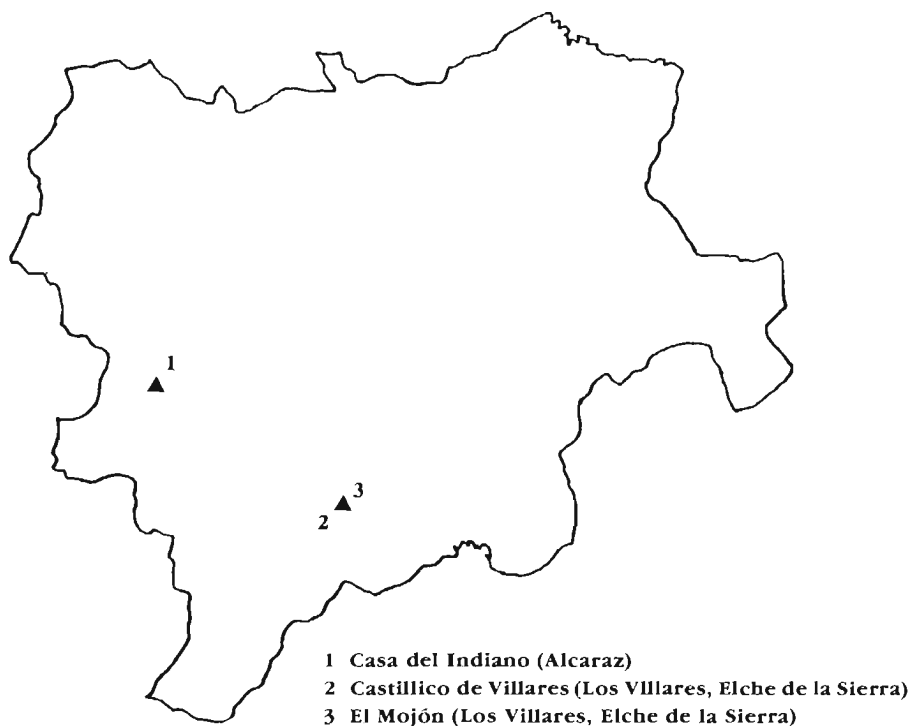 1
3
2
1 Casa del Indiano (Alcaraz)
2 Castillico de Villares (Los Villares, Elche de la Sierra)
3 El Mojón (Los Villares, Elche de la Sierra)